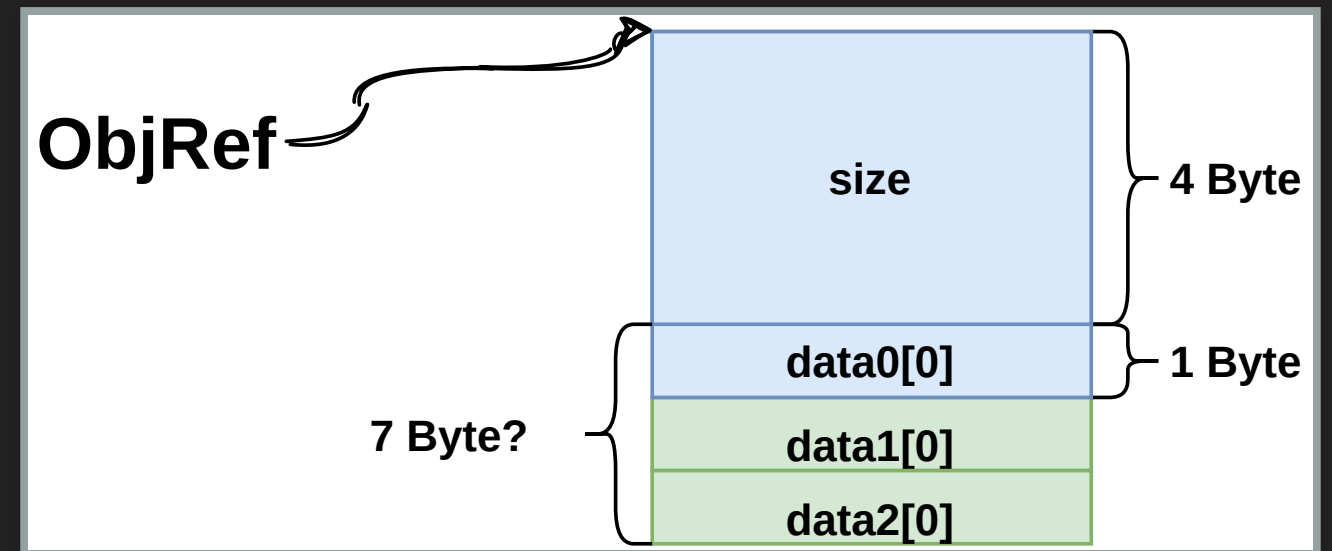 ObjRef
size
4 Byte
data0[0]
1 Byte
7 Byte?
data1[0]
data2[0]